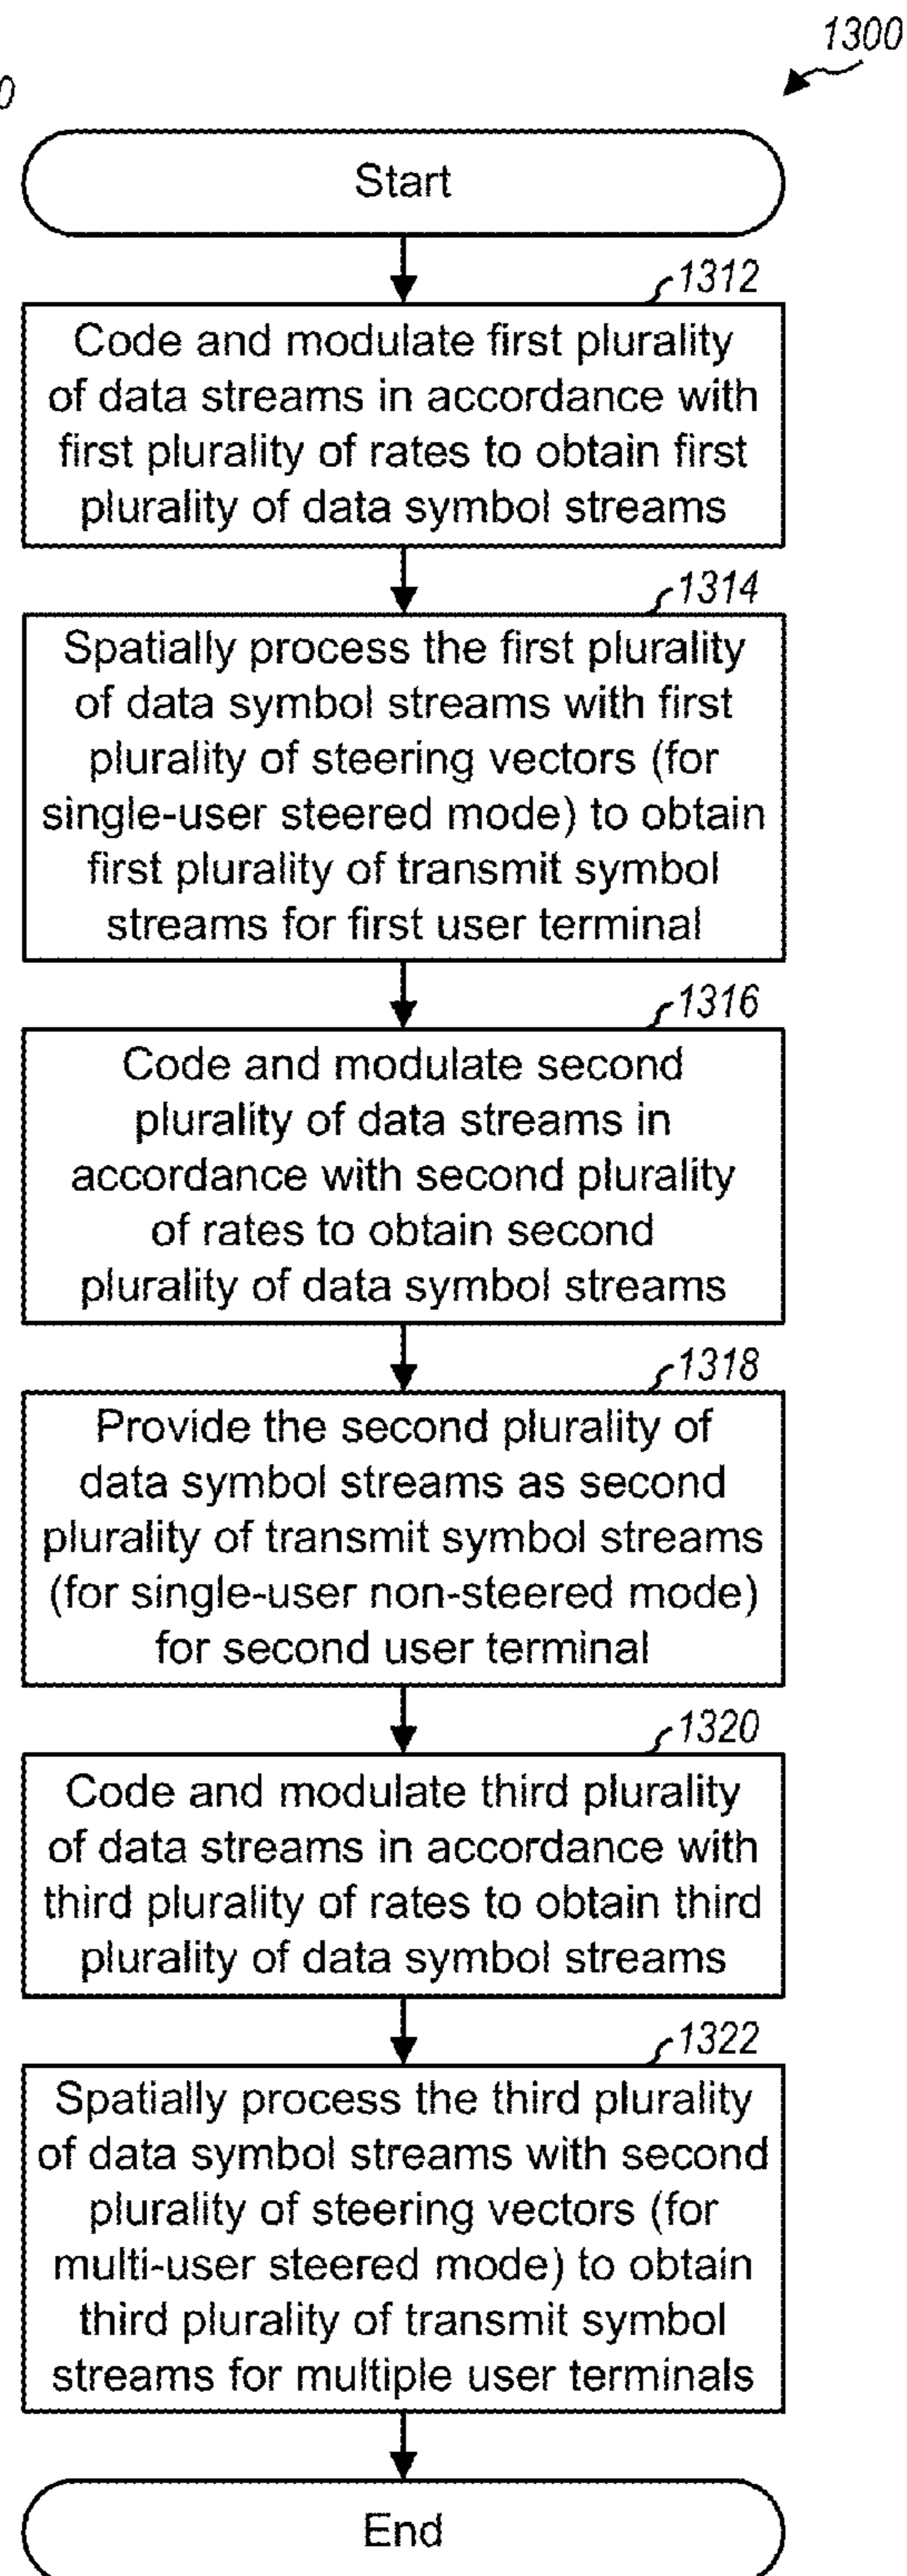 1300
0
Start
1312
Code and modulate first plurality
of data streams in accordance with
first plurality of rates to obtain first
plurality of data symbol streams
1314
Spatially process the first plurality
of data symbol streams with first
plurality of steering vectors (for
single-user steered mode) to obtain
first plurality of transmit symbol
streams for first user terminal
1316
Code and modulate second
plurality of data streams in
accordance with second plurality
of rates to obtain second
plurality of data symbol streams
1318
Provide the second plurality of
data symbol streams as second
plurality of transmit symbol streams
(for single-user non-steered mode)
for second user terminal
1320
Code and modulate third plurality
of data streams in accordance with
third plurality of rates to obtain third
plurality of data symbol streams
1322
Spatially process the third plurality
of data symbol streams with second
plurality of steering vectors (for
multi-user steered mode) to obtain
third plurality of transmit symbol
streams for multiple user terminals
End